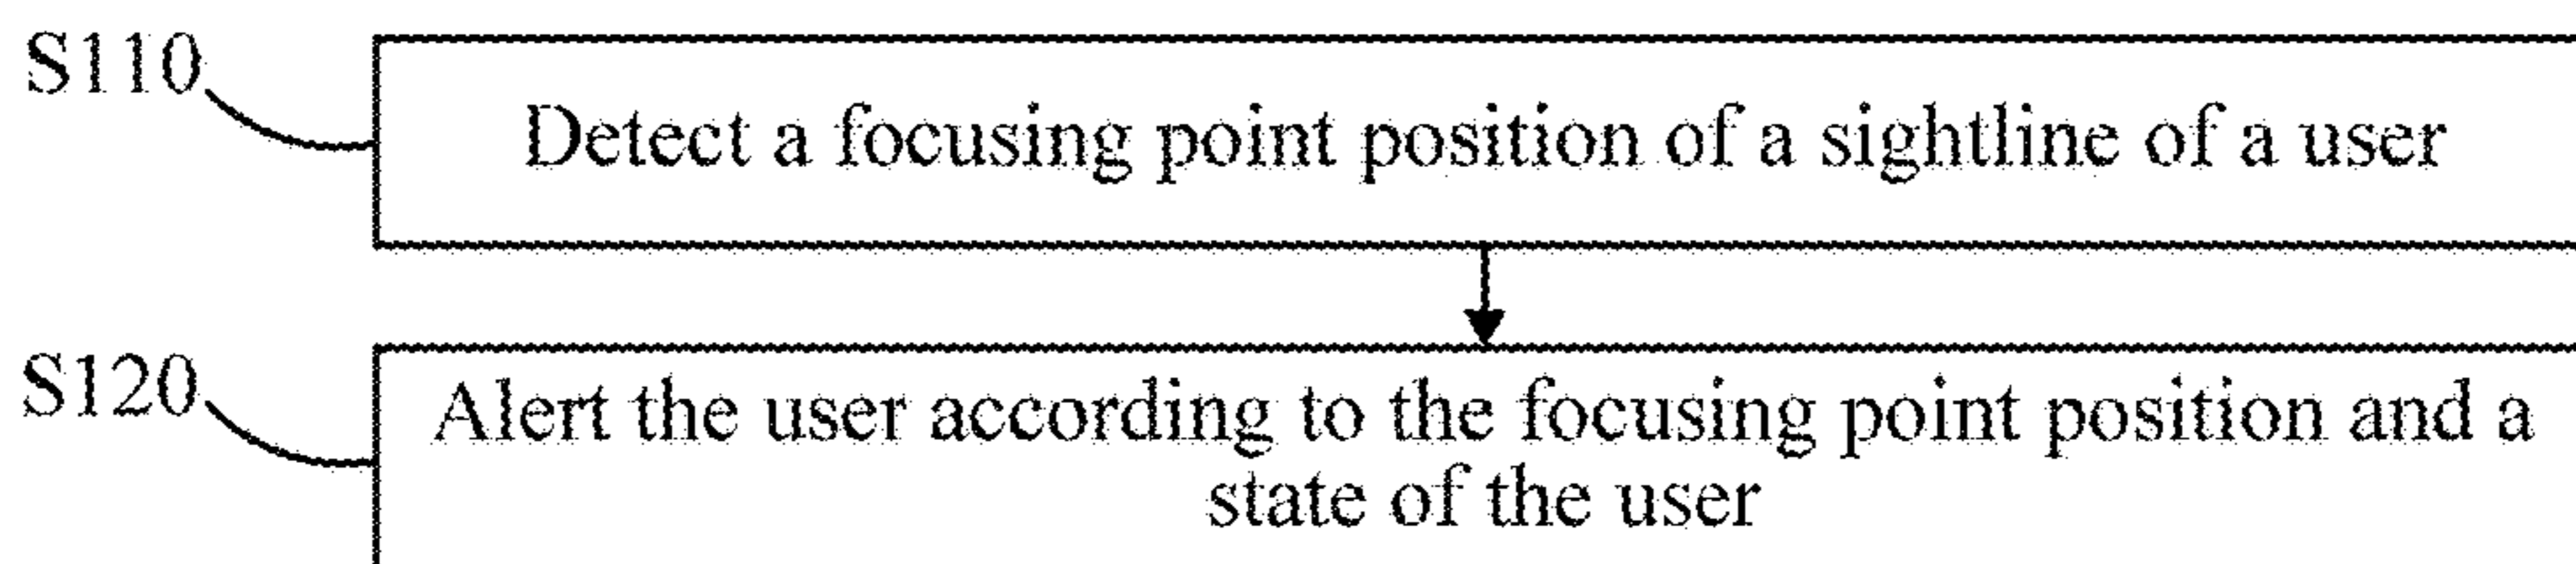 S110
Detect a focusing point position of a sightline of a user
S120
Alert the user according to the focusing point position and a
state of the user